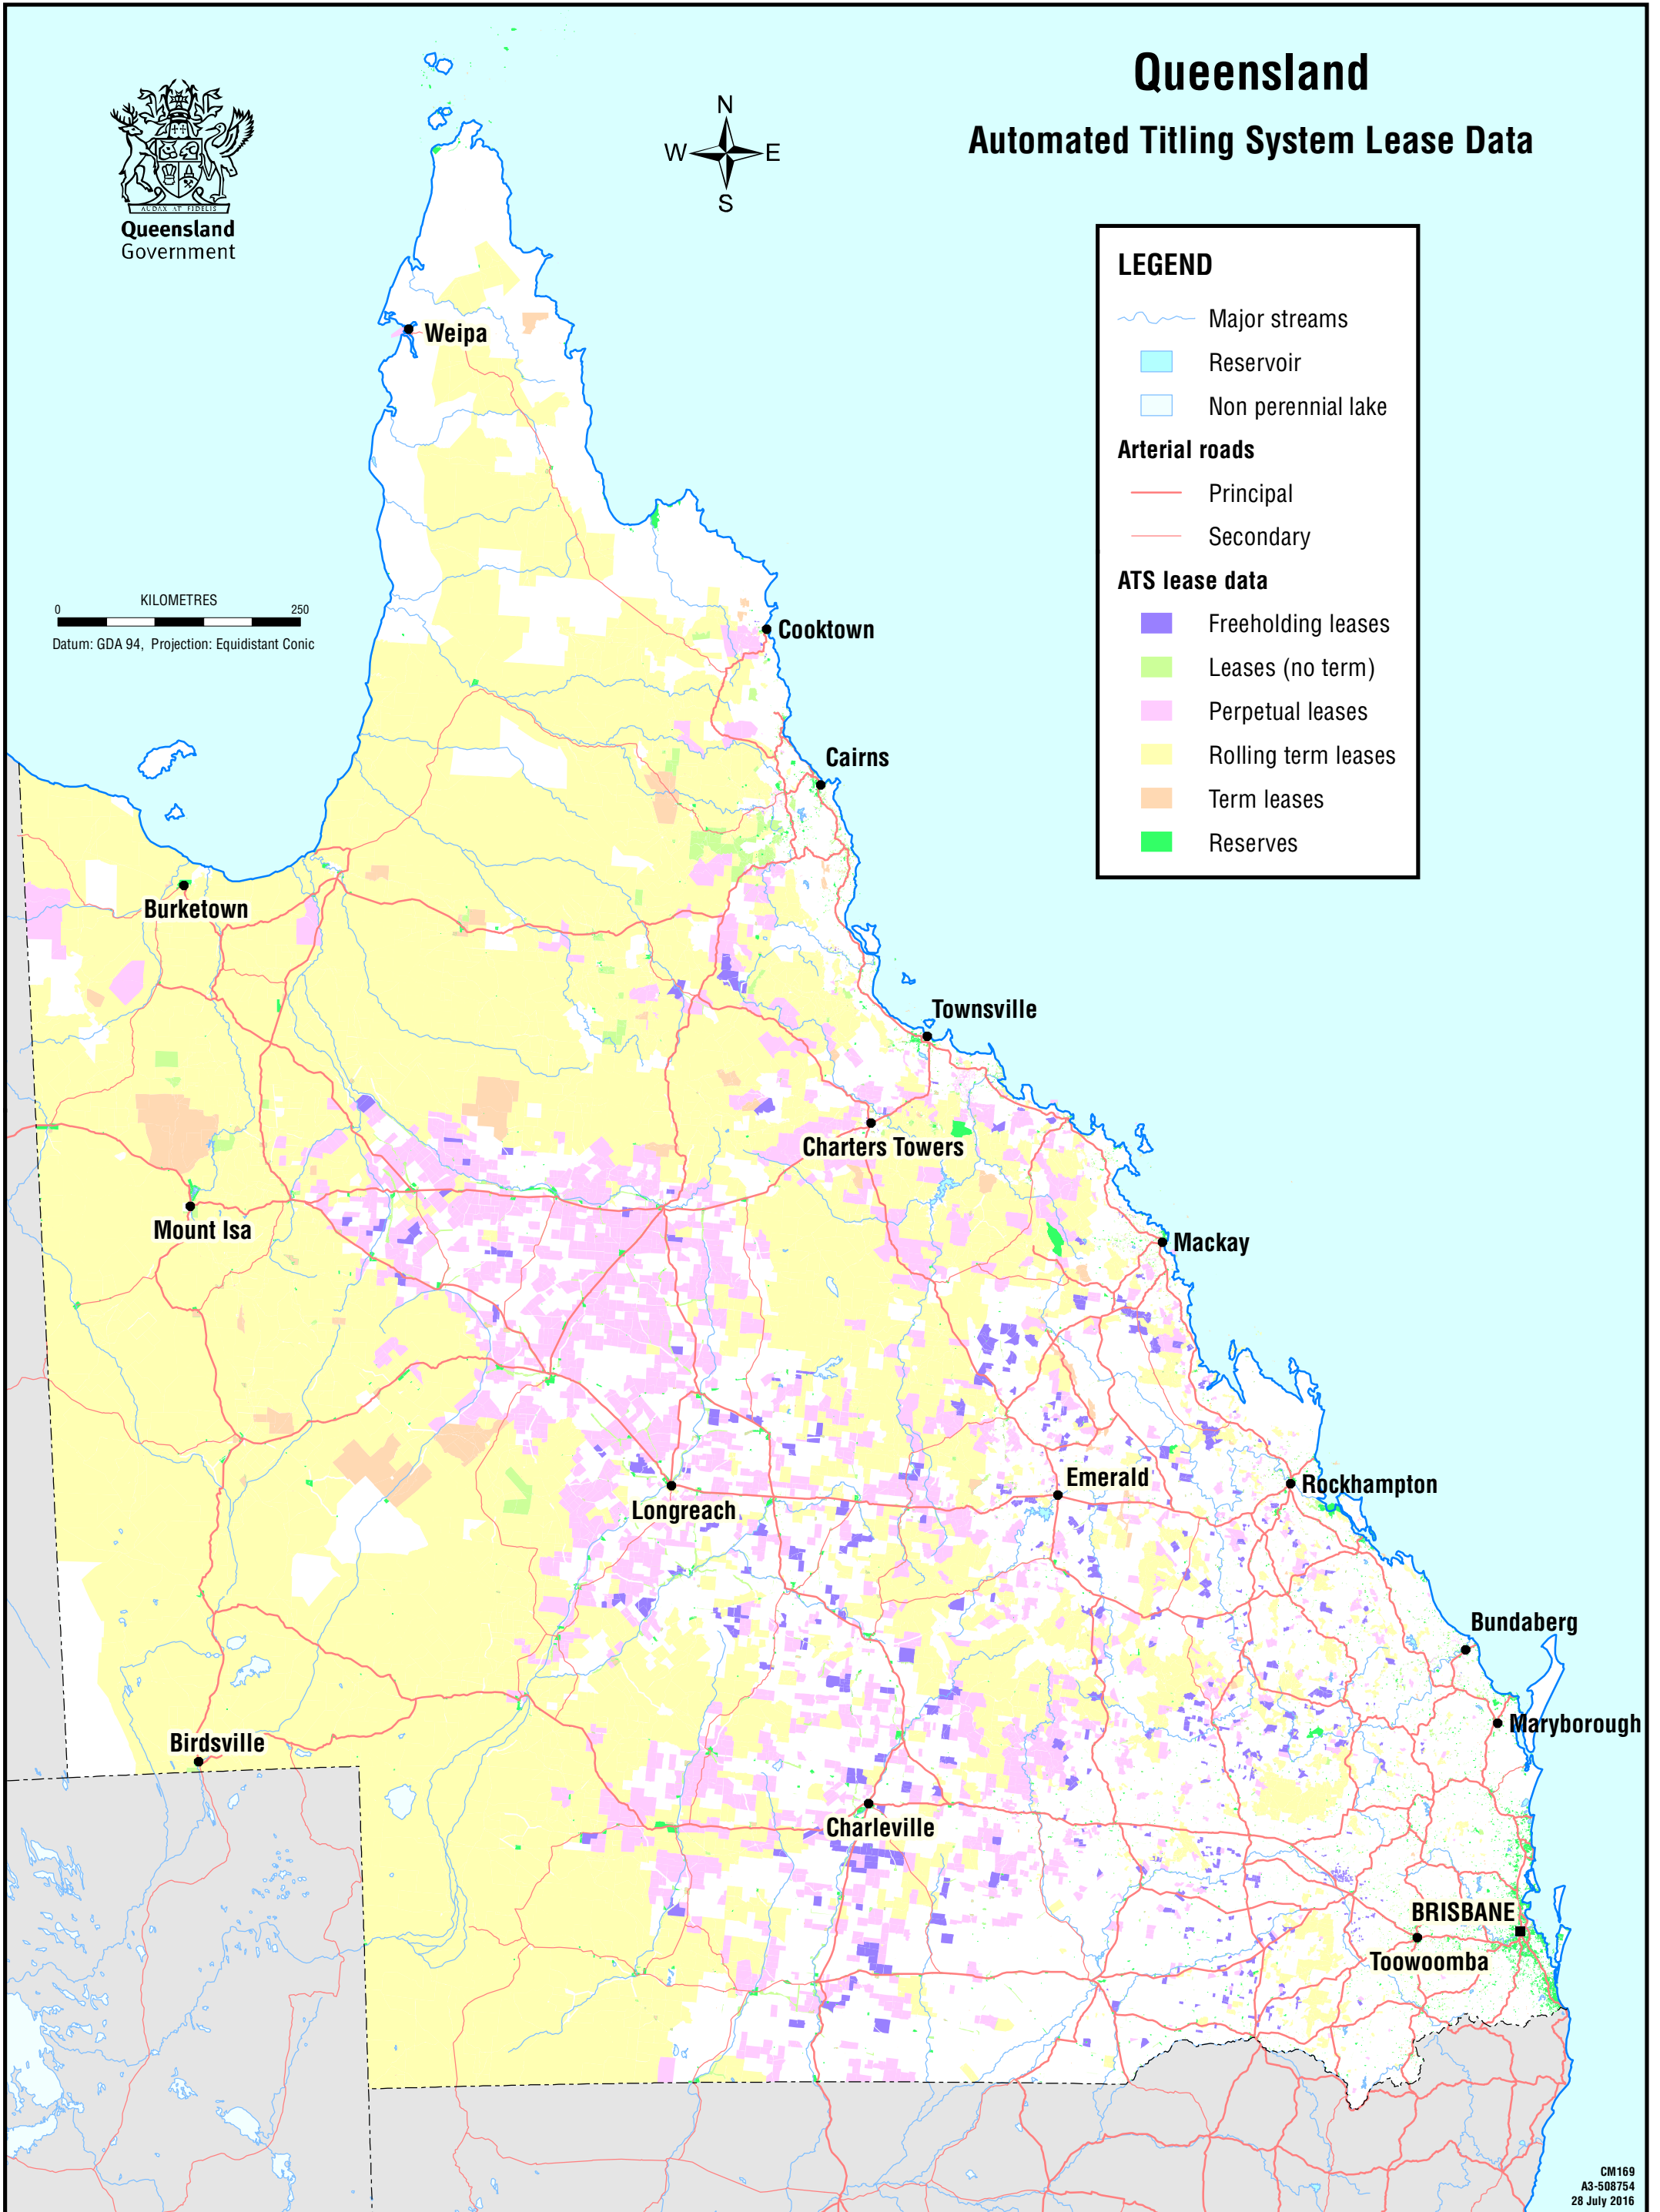 Queensland
Automated Titling System Lease Data
AUDAX AT FIDELIS
Queensland
Government
N
W
E
S
LEGEND
Major streams
Reservoir
Non perennial lake
Arterial roads
Principal
Secondary
ATS lease data
Freeholding leases
Leases (no term)
Perpetual leases
Rolling term leases
Term leases
Reserves
KILOMETRES
0
250
Datum: GDA 94, Projection: Equidistant Conic
Weipa
Cooktown
Cairns
Burketown
Townsville
Charters Towers
Mount Isa
Mackay
Emerald
Longreach
Rockhampton
Bundaberg
Maryborough
Birdsville
Charleville
BRISBANE
Toowoomba
CM169
A3-508754
28 July 2016